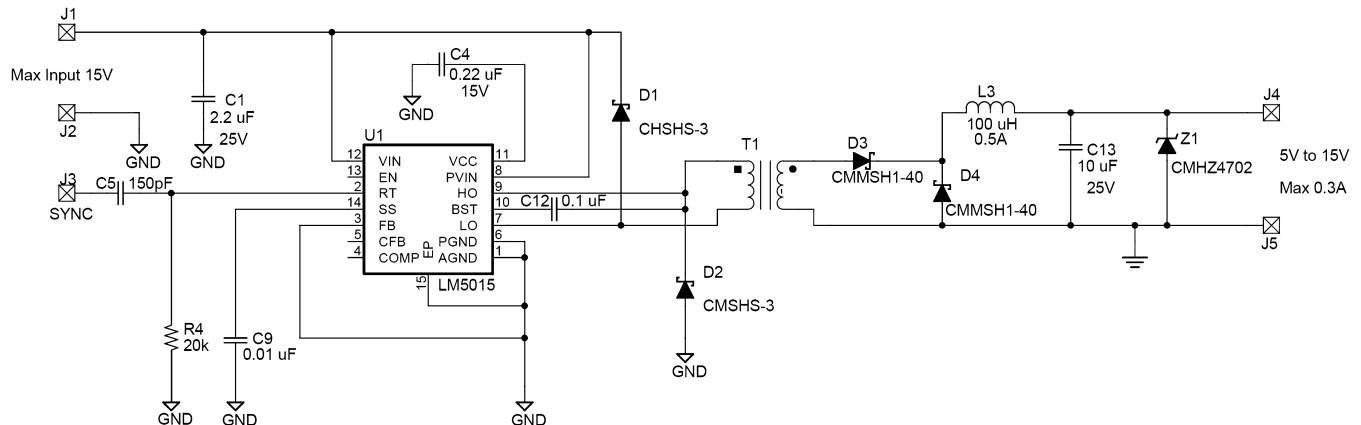 J1
Max Input 15V
J2
GND
C1
2.2 uF
25V
GND
C4
0.22 uF
15V
GND
U1
12 VIN VCC 11
13 EN PVIN 8
2 RT HO 9
14 SS BST 10
3 FB LO 7
5 CFB PGND 6
4 COMP AGND 1
EP
15
LM5015
J3
SYNC
C5 150pF
R4
20k
GND
C9
0.01 uF
GND
GND
C12 0.1 uF
D1
CHSHS-3
D2
CMSHS-3
GND
T1
D3
CMMSH1-40
D4
CMMSH1-40
L3
100 uH
0.5A
C13
10 uF
25V
Z1
CMHZ4702
J4
5V to 15V
Max 0.3A
J5